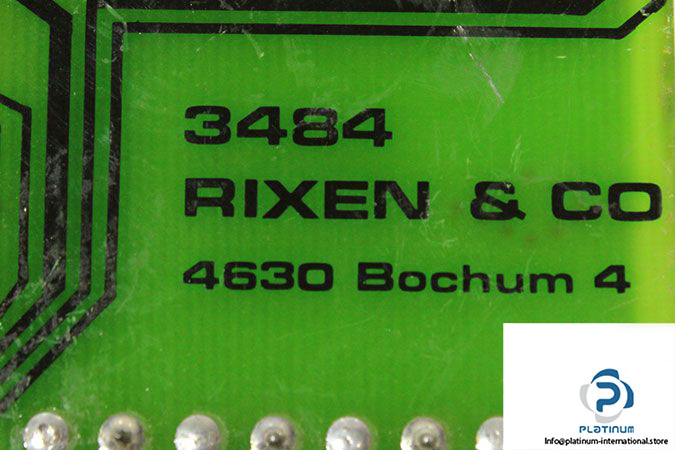 3484
RIXEN & CO
4630 Bochum 4
PLATINUM
Info@platinum-international.store